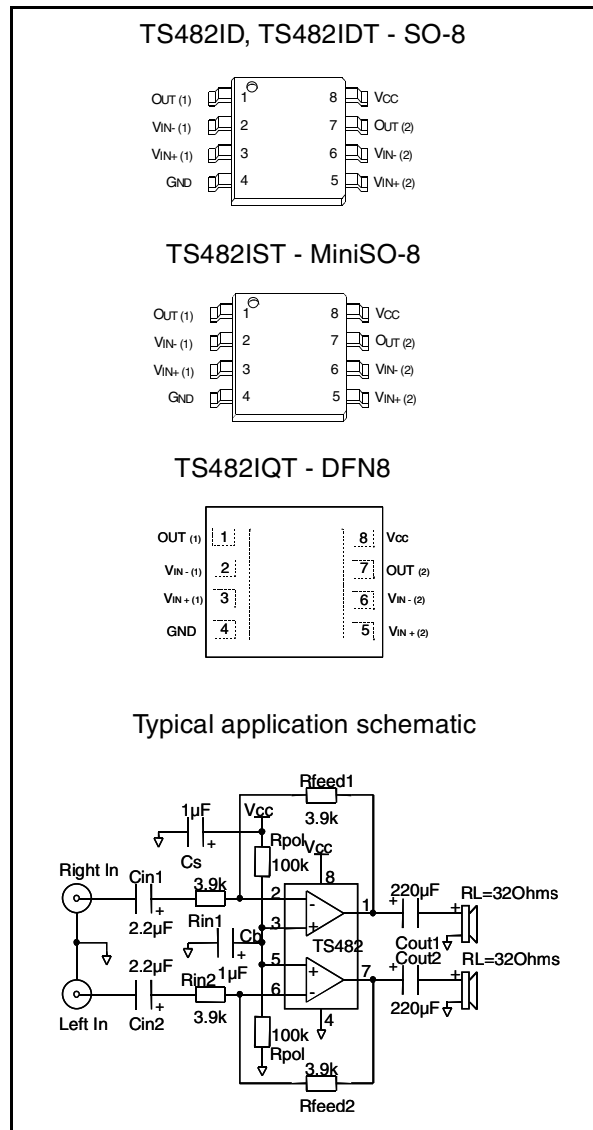 TS482ID, TS482IDT - SO-8
OUT (1) 1 8 VCC
VIN- (1) 2 7 OUT (2)
VIN+ (1) 3 6 VIN- (2)
GND 4 5 VIN+ (2)
TS482IST - MiniSO-8
OUT (1) 1 8 VCC
VIN- (1) 2 7 OUT (2)
VIN+ (1) 3 6 VIN- (2)
GND 4 5 VIN+ (2)
TS482IQT - DFN8
OUT (1) 1 8 Vcc
VIN - (1) 2 7 OUT (2)
VIN + (1) 3 6 VIN - (2)
GND 4 5 VIN + (2)
Typical application schematic
Rfeed1
3.9k
1µF
+
Cs
Vcc
Rpol
100k
Vcc
8
Right In
Cin1
+
2.2µF
3.9k
Rin1
2
-
3
+
1
220µF
+
Cout1
RL=32Ohms
+
Cb
+
1µF
TS482
Left In
2.2µF
+
Cin2
Rin2
3.9k
5
+
6
-
7
+
Cout2
220µF
RL=32Ohms
+
4
100k
Rpol
3.9k
Rfeed2